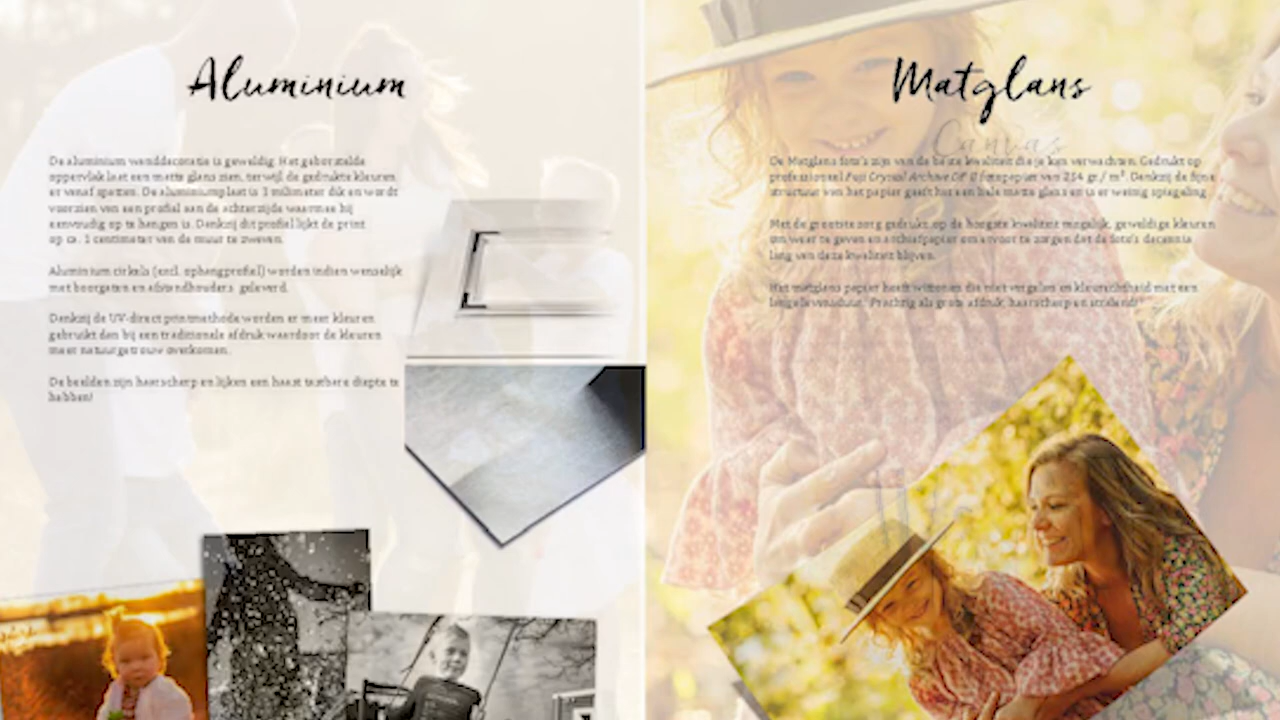 Aluminium
De aluminium wanddecoratie is geweldig. Het geborstelde
oppervlak laat een matte glans zien, terwijl de gedrukte kleuren
er vanaf spatten. De aluminiumplaat is 3 milimeter dik en wordt
voorzien van een profiel aan de achterzijde waarmee hij
eenvoudig op te hangen is. Dankzij dit profiel lijkt de print
op ca. 1 centimeter van de muur te zweven.
Aluminium cirkels (excl. ophangprofiel) worden indien wenselijk
met boorgaten en afstandhouders geleverd.
Dankzij de UV-direct printmethode worden er meer kleuren
gebruikt dan bij een traditionele afdruk waardoor de kleuren
meer natuurgetrouw overkomen.
De beelden zijn haarscherp en lijken een haast tastbare diepte te
hebben!
Matglans
Canvas
De Matglans foto's zijn van de beste kwaliteit die je kan verwachten. Gedrukt op
professioneel Fuji Crystal Archive DP II fotopapier van 254 gr./ m². Dankzij de fijne
structuur van het papier geeft het een hele matte glans en is er weinig spiegeling
Met de grootste zorg gedrukt op de hoogste kwaliteit mogelijk, geweldige kleuren
om weer te geven en archiefpapier om ervoor te zorgen dat de foto's decennia
lang van deze kwaliteit blijven.
Het matglans papier heeft wittonen die niet vergelen en kleurechtheid met een
lange levensduur. Prachtig als grote afdruk, haarscherp en stralend!